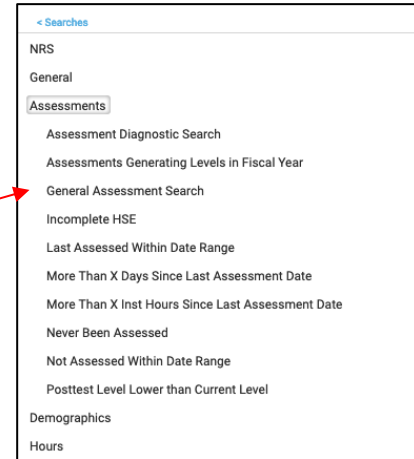 < Searches
NRS
General
Assessments
Assessment Diagnostic Search
Assessments Generating Levels in Fiscal Year
General Assessment Search
Incomplete HSE
Last Assessed Within Date Range
More Than X Days Since Last Assessment Date
More Than X Inst Hours Since Last Assessment Date
Never Been Assessed
Not Assessed Within Date Range
Posttest Level Lower than Current Level
Demographics
Hours